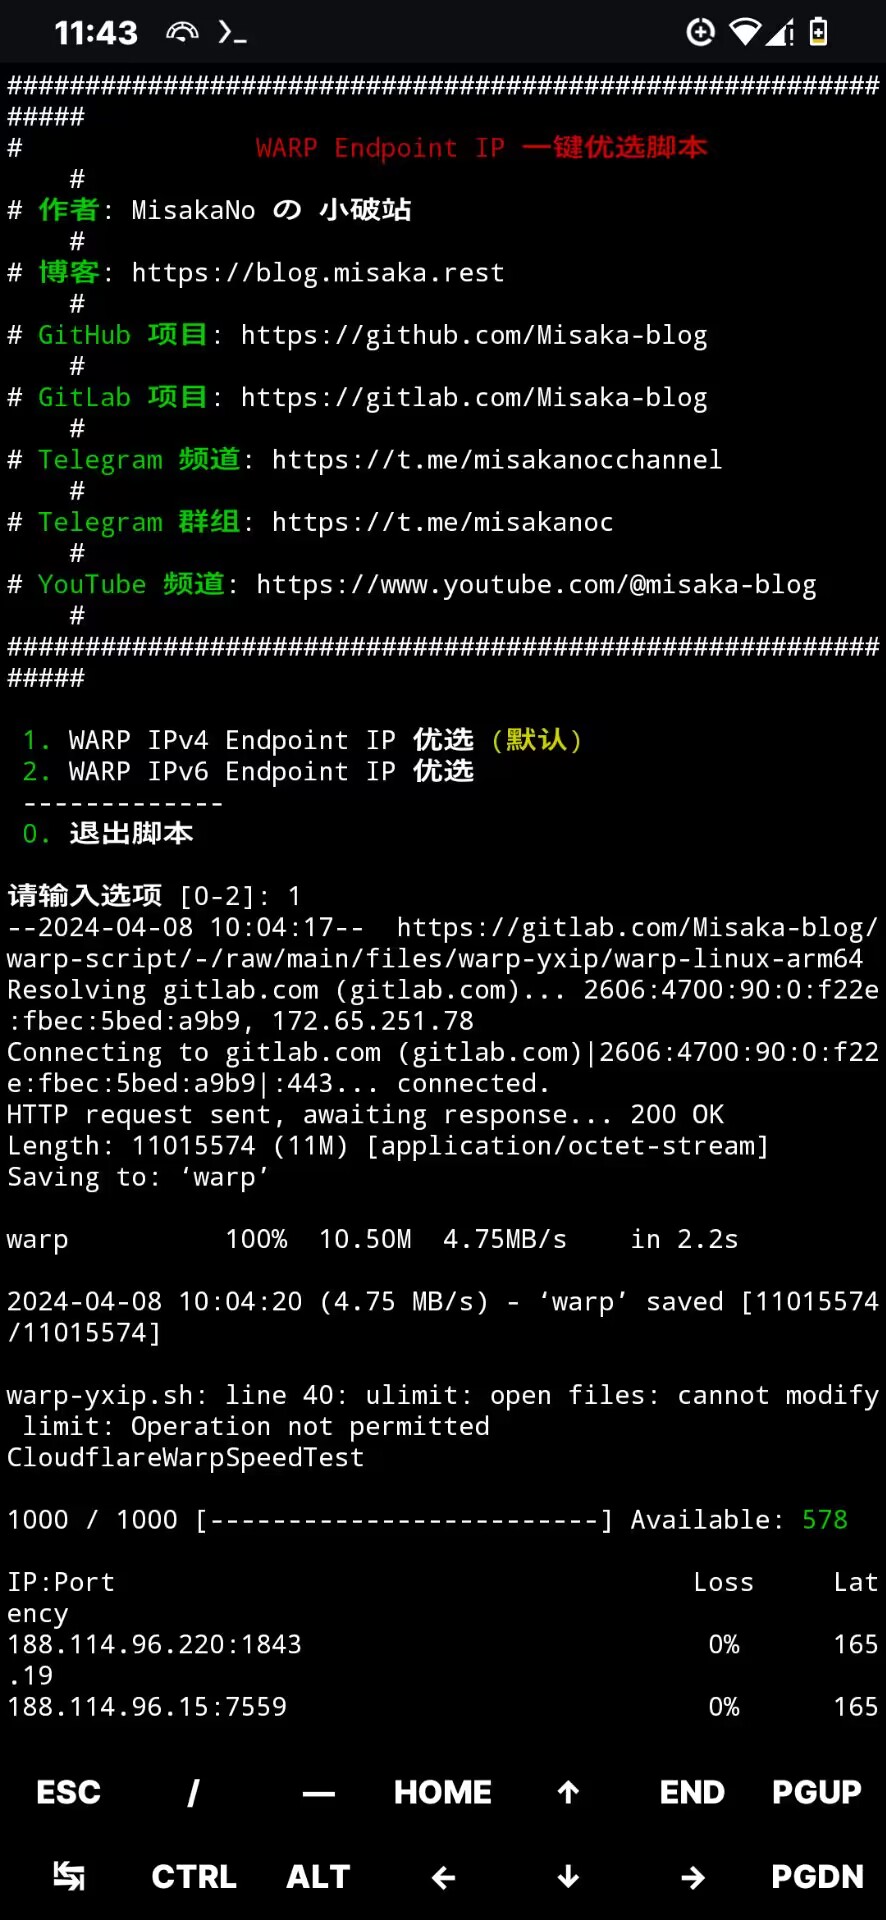 11:43
##########################################################
#####
# WARP Endpoint IP 一键优选脚本
#
# 作者: MisakaNo の 小破站
#
# 博客: https://blog.misaka.rest
#
# GitHub 项目: https://github.com/Misaka-blog
#
# GitLab 项目: https://gitlab.com/Misaka-blog
#
# Telegram 频道: https://t.me/misakanocchannel
#
# Telegram 群组: https://t.me/misakanoc
#
# YouTube 频道: https://www.youtube.com/@misaka-blog
#
########################################################
#####
1. WARP IPv4 Endpoint IP 优选 (默认)
2. WARP IPv6 Endpoint IP 优选
-------------
0. 退出脚本
请输入选项 [0-2]: 1
--2024-04-08 10:04:17-- https://gitlab.com/Misaka-blog/
warp-script/-/raw/main/files/warp-yxip/warp-linux-arm64
Resolving gitlab.com (gitlab.com)... 2606:4700:90:0:f22e
:fbec:5bed:a9b9, 172.65.251.78
Connecting to gitlab.com (gitlab.com)|2606:4700:90:0:f22
e:fbec:5bed:a9b9|:443... connected.
HTTP request sent, awaiting response... 200 OK
Length: 11015574 (11M) [application/octet-stream]
Saving to: ‘warp’
warp 100% 10.50M 4.75MB/s in 2.2s
2024-04-08 10:04:20 (4.75 MB/s) - ‘warp’ saved [11015574
/11015574]
warp-yxip.sh: line 40: ulimit: open files: cannot modify
limit: Operation not permitted
CloudflareWarpSpeedTest
1000 / 1000 [-------------------------] Available: 578
IP:Port Loss Lat
ency
188.114.96.220:1843 0% 165
.19
188.114.96.15:7559 0% 165
ESC / — HOME ↑ END PGUP
↹ CTRL ALT ← ↓ → PGDN